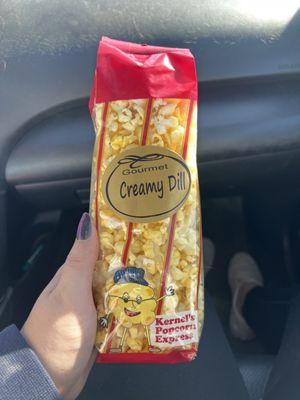 Gourmet
Creamy Dill
Kernel's
Popcorn
Express